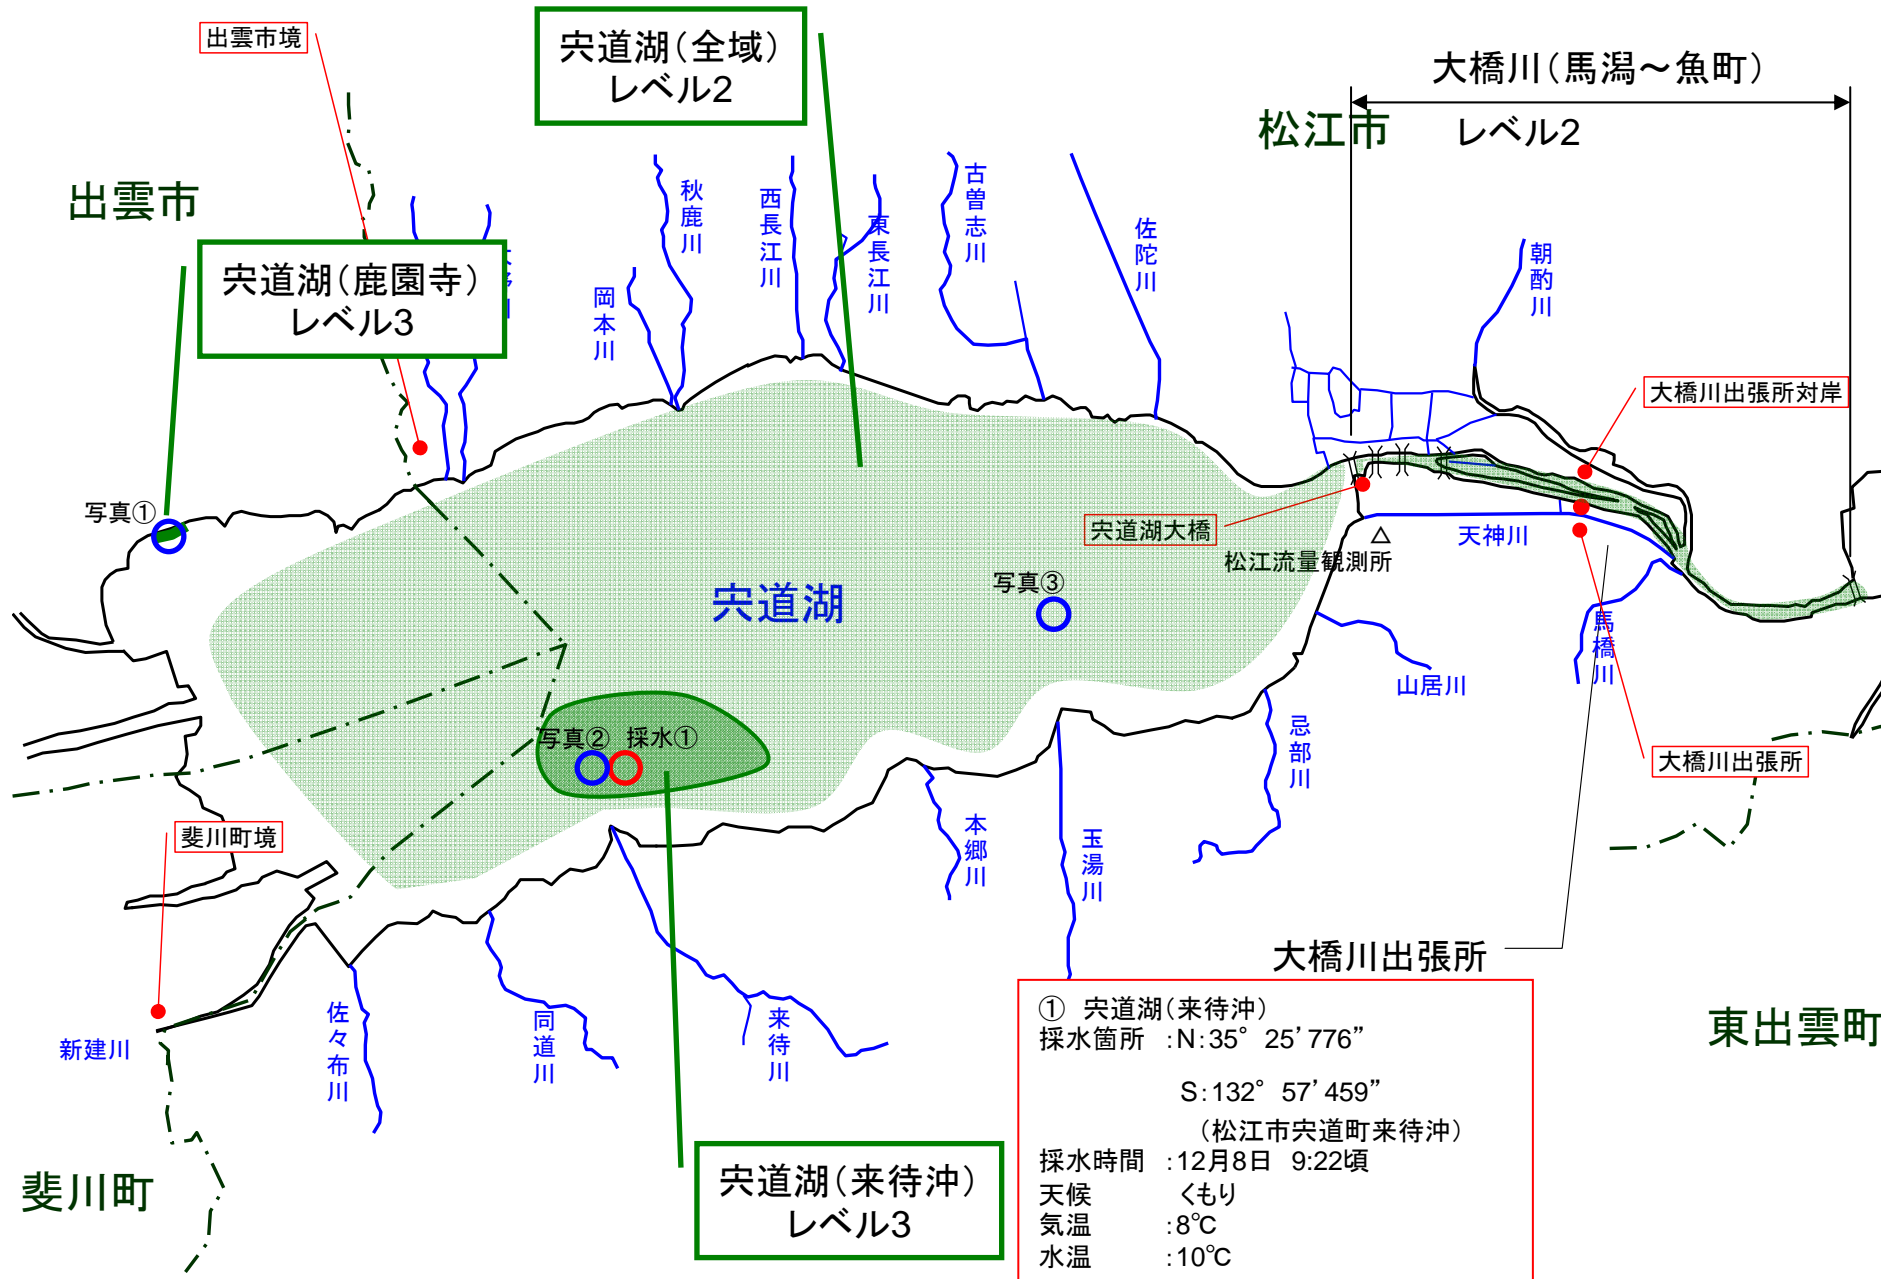 出雲市境
宍道湖(全域)
レベル2
大橋川(馬潟~魚町)
レベル2
松江市
出雲市
宍道湖(鹿園寺)
レベル3
秋鹿川
岡本川
西長江川
東長江川
古曽志川
佐陀川
朝酌川
大橋川出張所対岸
写真①
宍道湖大橋
松江流量観測所
天神川
写真③
宍道湖
馬橋川
山居川
写真② 採水①
忌部川
大橋川出張所
斐川町境
本郷川
玉湯川
大橋川出張所
新建川
佐々布川
同道川
来待川
東出雲町
斐川町
宍道湖(来待沖)
レベル3
① 宍道湖(来待沖)
採水箇所 :N:35° 25’776”
S:132° 57’459”
(松江市宍道町来待沖)
採水時間 :12月8日 9:22頃
天候 くもり
気温 :8℃
水温 :10℃